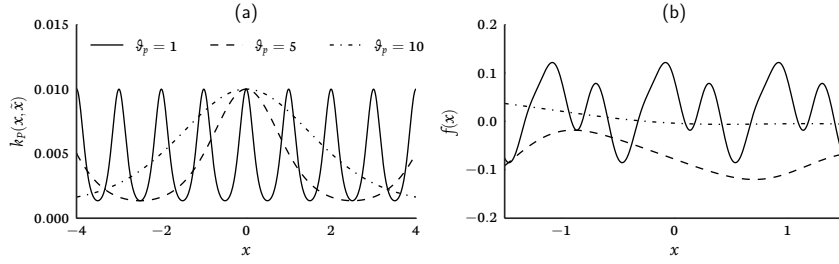 (a)
0.015
0.010
0.005
0.000
k_P(x, x̃)
ϑ_p = 1
ϑ_p = 5
ϑ_p = 10
−4
−2
0
2
4
x
(b)
0.2
0.1
0.0
−0.1
−0.2
f(x)
−1
0
1
x